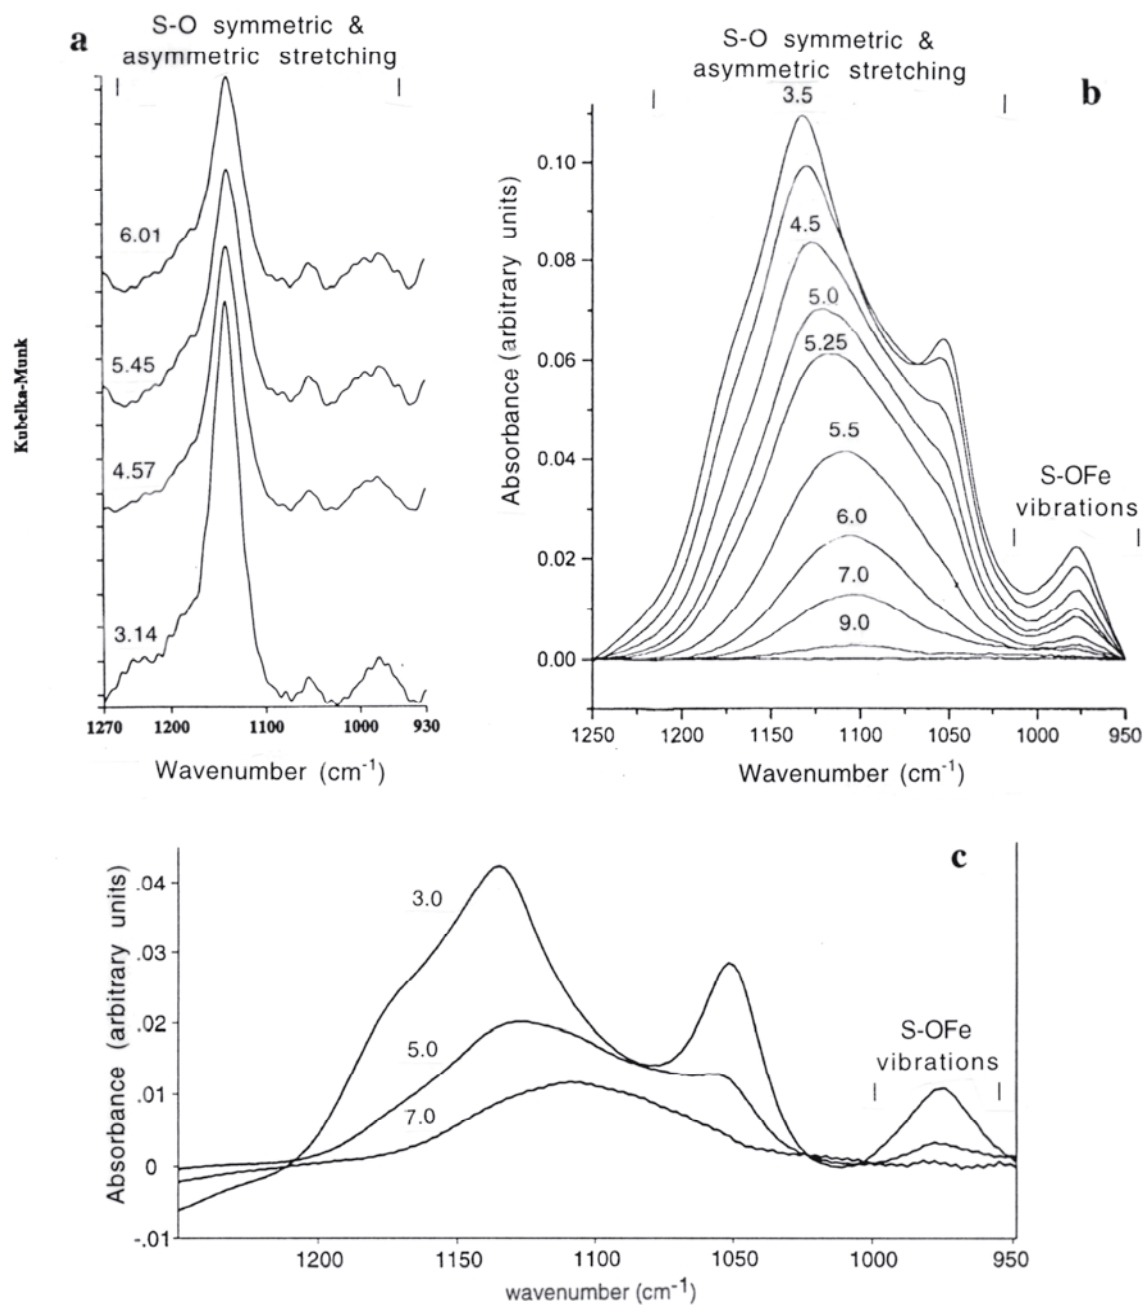 a
S-O symmetric &
asymmetric stretching
6.01
5.45
4.57
3.14
Kubelka-Munk
1270
1200
1100
1000
930
Wavenumber (cm-1)
b
S-O symmetric &
asymmetric stretching
3.5
4.5
5.0
5.25
5.5
6.0
7.0
9.0
S-OFe
vibrations
Absorbance (arbitrary units)
0.10
0.08
0.06
0.04
0.02
0.00
1250
1200
1150
1100
1050
1000
950
Wavenumber (cm-1)
c
3.0
5.0
7.0
S-OFe
vibrations
Absorbance (arbitrary units)
.04
.03
.02
.01
0
-.01
1200
1150
1100
1050
1000
950
wavenumber (cm-1)